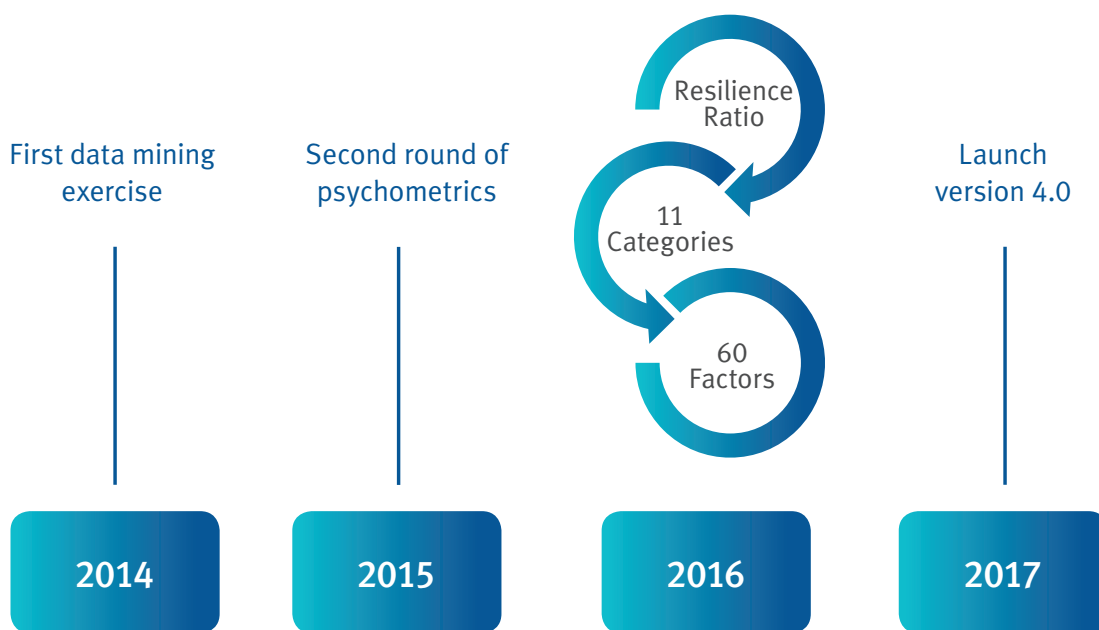 First data mining
exercise
Second round of
psychometrics
Resilience
Ratio
11
Categories
60
Factors
Launch
version 4.0
2014
2015
2016
2017